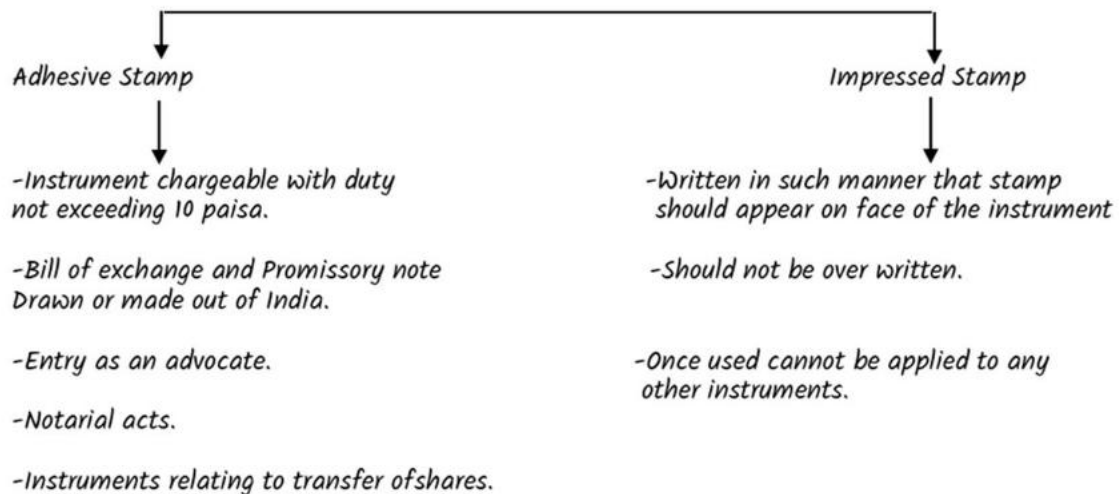 Adhesive Stamp
-Instrument chargeable with duty
not exceeding 10 paisa.
-Bill of exchange and Promissory note
Drawn or made out of India.
-Entry as an advocate.
-Notarial acts.
-Instruments relating to transfer ofshares.
Impressed Stamp
-Written in such manner that stamp
should appear on face of the instrument
-Should not be over written.
-Once used cannot be applied to any
other instruments.